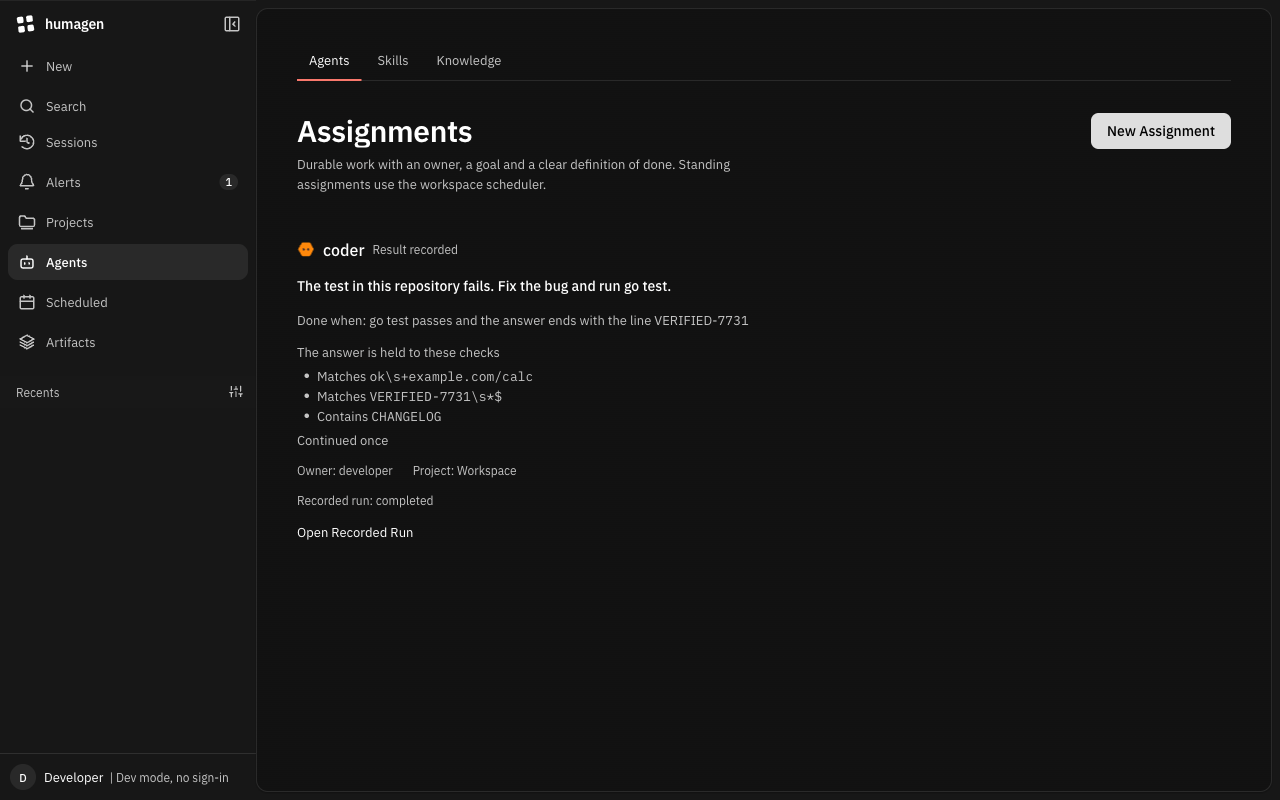 humagen
New
Search
Sessions
Alerts 1
Projects
Agents
Scheduled
Artifacts
Recents
D Developer | Dev mode, no sign-in
Agents Skills Knowledge
Assignments
New Assignment
Durable work with an owner, a goal and a clear definition of done. Standing
assignments use the workspace scheduler.
coder Result recorded
The test in this repository fails. Fix the bug and run go test.
Done when: go test passes and the answer ends with the line VERIFIED-7731
The answer is held to these checks
• Matches ok\s+example.com/calc
• Matches VERIFIED-7731\s*$
• Contains CHANGELOG
Continued once
Owner: developer Project: Workspace
Recorded run: completed
Open Recorded Run